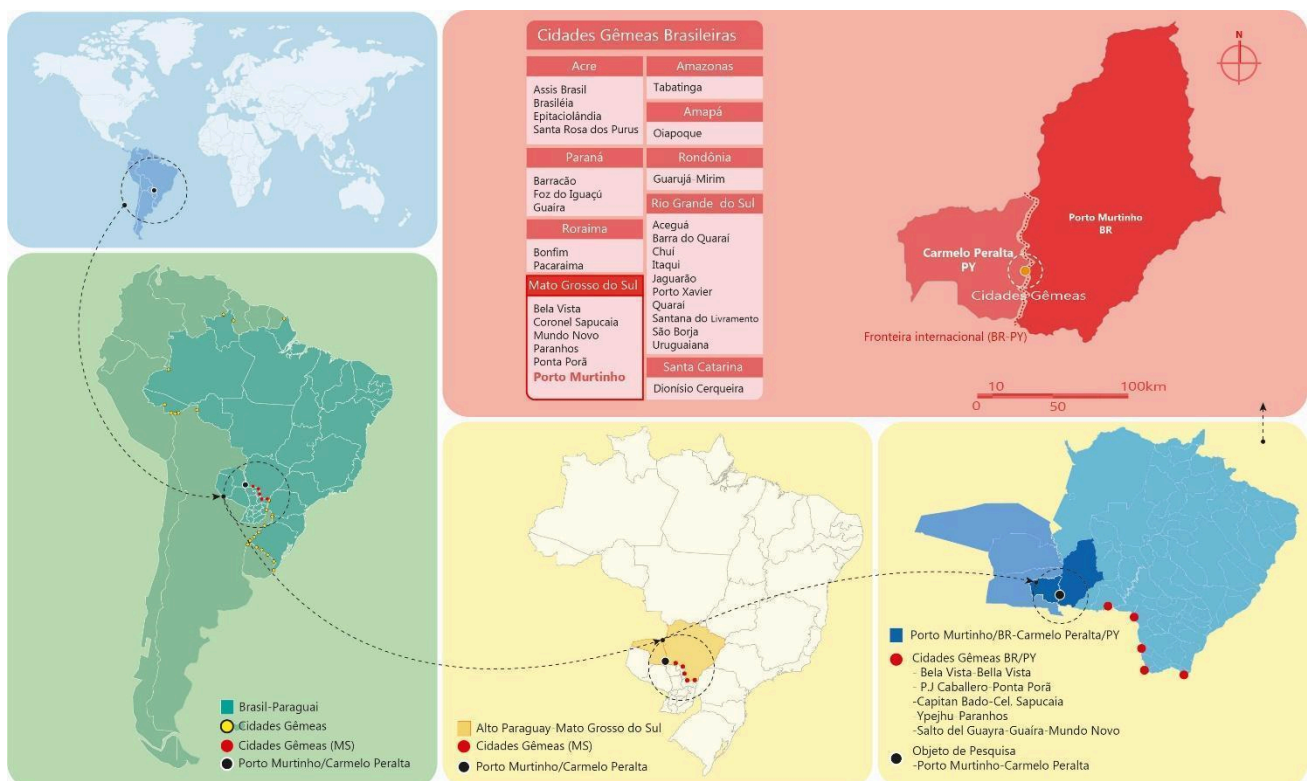 Cidades Gêmeas Brasileiras
Acre
Assis Brasil
Brasiléia
Epitaciolândia
Santa Rosa dos Purus
Paraná
Barracão
Foz do Iguaçú
Guaíra
Roraima
Bonfim
Pacaraima
Mato Grosso do Sul
Bela Vista
Coronel Sapucaia
Mundo Novo
Paranhos
Ponta Porã
Porto Murtinho
Amazonas
Tabatinga
Amapá
Oiapoque
Rondônia
Guarujá-Mirim
Rio Grande do Sul
Aceguá
Barra do Quaraí
Chuí
Itaqui
Jaguarão
Porto Xavier
Quarai
Santana do Livramento
São Borja
Uruguaiana
Santa Catarina
Dionísio Cerqueira
N
Porto Murtinho
BR
Carmelo Peralta,
PY
Cidades Gêmeas
Fronteira internacional (BR-PY)
10 100km
0 50
Brasil-Paraguai
Cidades Gêmeas
Cidades Gêmeas (MS)
Porto Murtinho/Carmelo Peralta
Alto Paraguay-Mato Grosso do Sul
Cidades Gêmeas (MS)
Porto Murtinho/Carmelo Peralta
Porto Murtinho/BR-Carmelo Peralta/PY
Cidades Gêmeas BR/PY
- Bela Vista-Bella Vista
- P.J Caballero-Ponta Porã
-Capitan Bado-Cel. Sapucaia
Ypejhu Paranhos
-Salto del Guayra-Guaíra-Mundo Novo
Objeto de Pesquisa
-Porto Murtinho-Carmelo Peralta